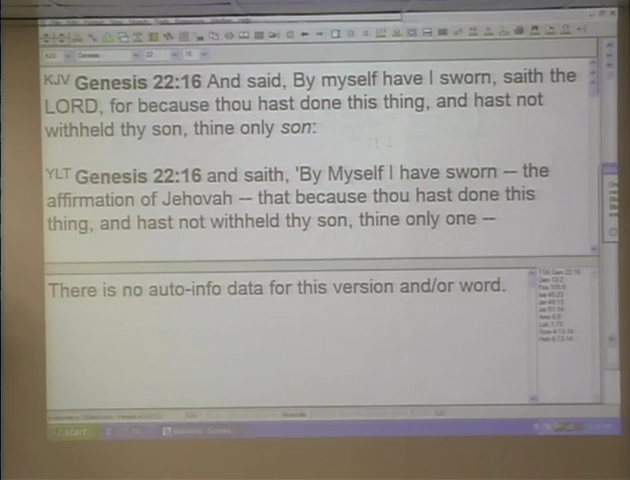 KJV Genesis 22:16 And said, By myself have I sworn, saith the
LORD, for because thou hast done this thing, and hast not
withheld thy son, thine only son:
YLT Genesis 22:16 and saith, 'By Myself I have sworn -- the
affirmation of Jehovah -- that because thou hast done this
thing, and hast not withheld thy son, thine only one --
There is no auto-info data for this version and/or word.
start